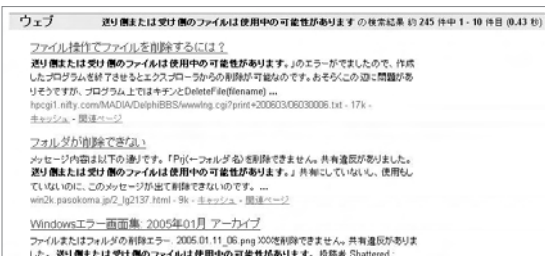 ウェブ 送り側または受け側のファイルは使用中の可能性があります の検索結果 約 245 件中 1 - 10 件目 (0.43 秒)
ファイル操作でファイルを削除するには?
送り側または受け側のファイルは使用中の可能性があります。」のエラーがでましたので、作成
したプログラムを終了させるとエクスプローラからの削除が可能なのです。おそらくこの辺に問題があ
りそうですが、プログラム上ではキチンとDeleteFile(filename) ...
hpcgi1.nifty.com/MADIA/DelphiBBS/wwwlng.cgi?print+200603/06030006.txt - 17k -
キャッシュ - 関連ページ
フォルダが削除できない
メッセージ内容は以下の通りです。「Prj(←フォルダ名)を削除できません。共有違反がありました。
送り側または受け側のファイルは使用中の可能性があります。」共有にしていないし、使用もし
ていないのに、このメッセージが出て削除できないのです。 ...
win2k.pasokoma.jp/2_lg2137.html - 9k - キャッシュ - 関連ページ
Windowsエラー画面集: 2005年01月 アーカイブ
ファイルまたはフォルダの削除エラー. 2005.01.11_06.png XXXを削除できません。共有違反がありま
した。送り側または受け側のファイルは使用中の可能性があります。投稿者 Shattered :